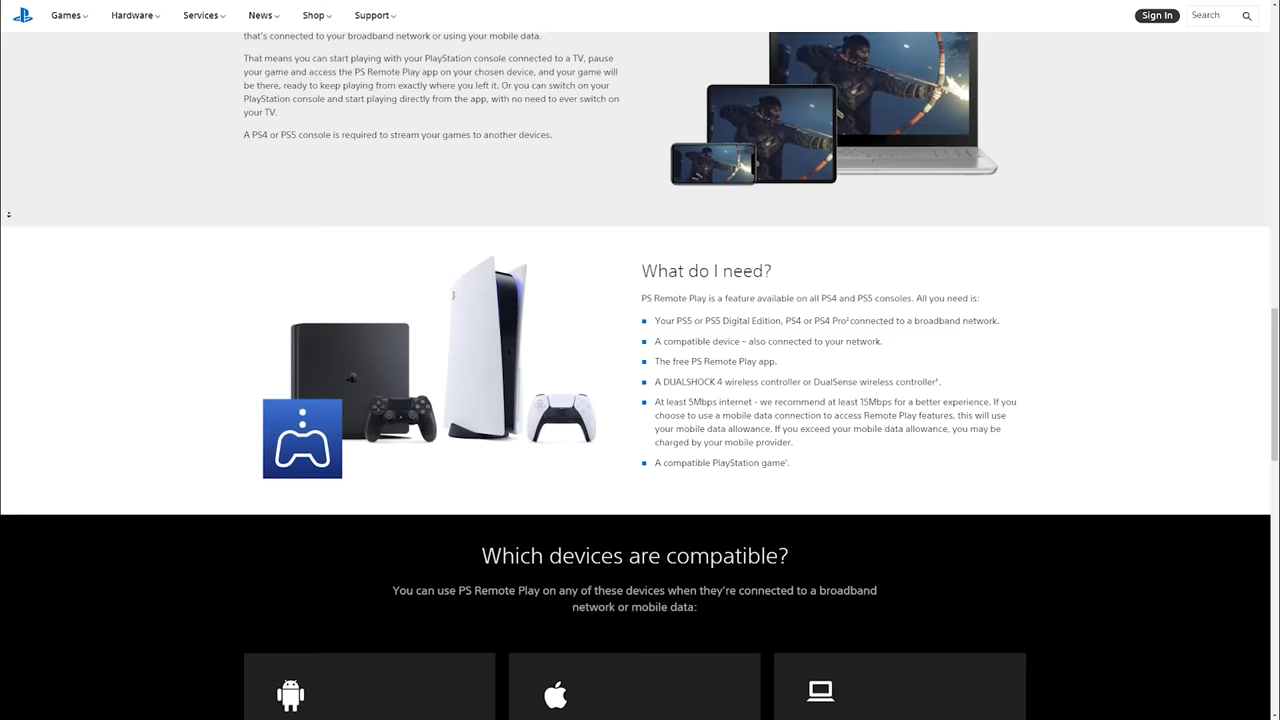 Games
Hardware
Services
News
Shop
Support
Sign In
Search
that's connected to your broadband network or using your mobile data.
That means you can start playing with your PlayStation console connected to a TV, pause
your game and access the PS Remote Play app on your chosen device, and your game will
be there, ready to keep playing from exactly where you left it. Or you can switch on your
PlayStation console and start playing directly from the app, with no need to ever switch on
your TV.
A PS4 or PS5 console is required to stream your games to another devices.
What do I need?
PS Remote Play is a feature available on all PS4 and PS5 consoles. All you need is:
Your PS5 or PS5 Digital Edition, PS4 or PS4 Pro² connected to a broadband network.
A compatible device – also connected to your network.
The free PS Remote Play app.
A DUALSHOCK 4 wireless controller or DualSense wireless controller.
At least 5Mbps internet - we recommend at least 15Mbps for a better experience. If you
choose to use a mobile data connection to access Remote Play features, this will use
your mobile data allowance. If you exceed your mobile data allowance, you may be
charged by your mobile provider.
A compatible PlayStation game¹.
Which devices are compatible?
You can use PS Remote Play on any of these devices when they're connected to a broadband
network or mobile data: